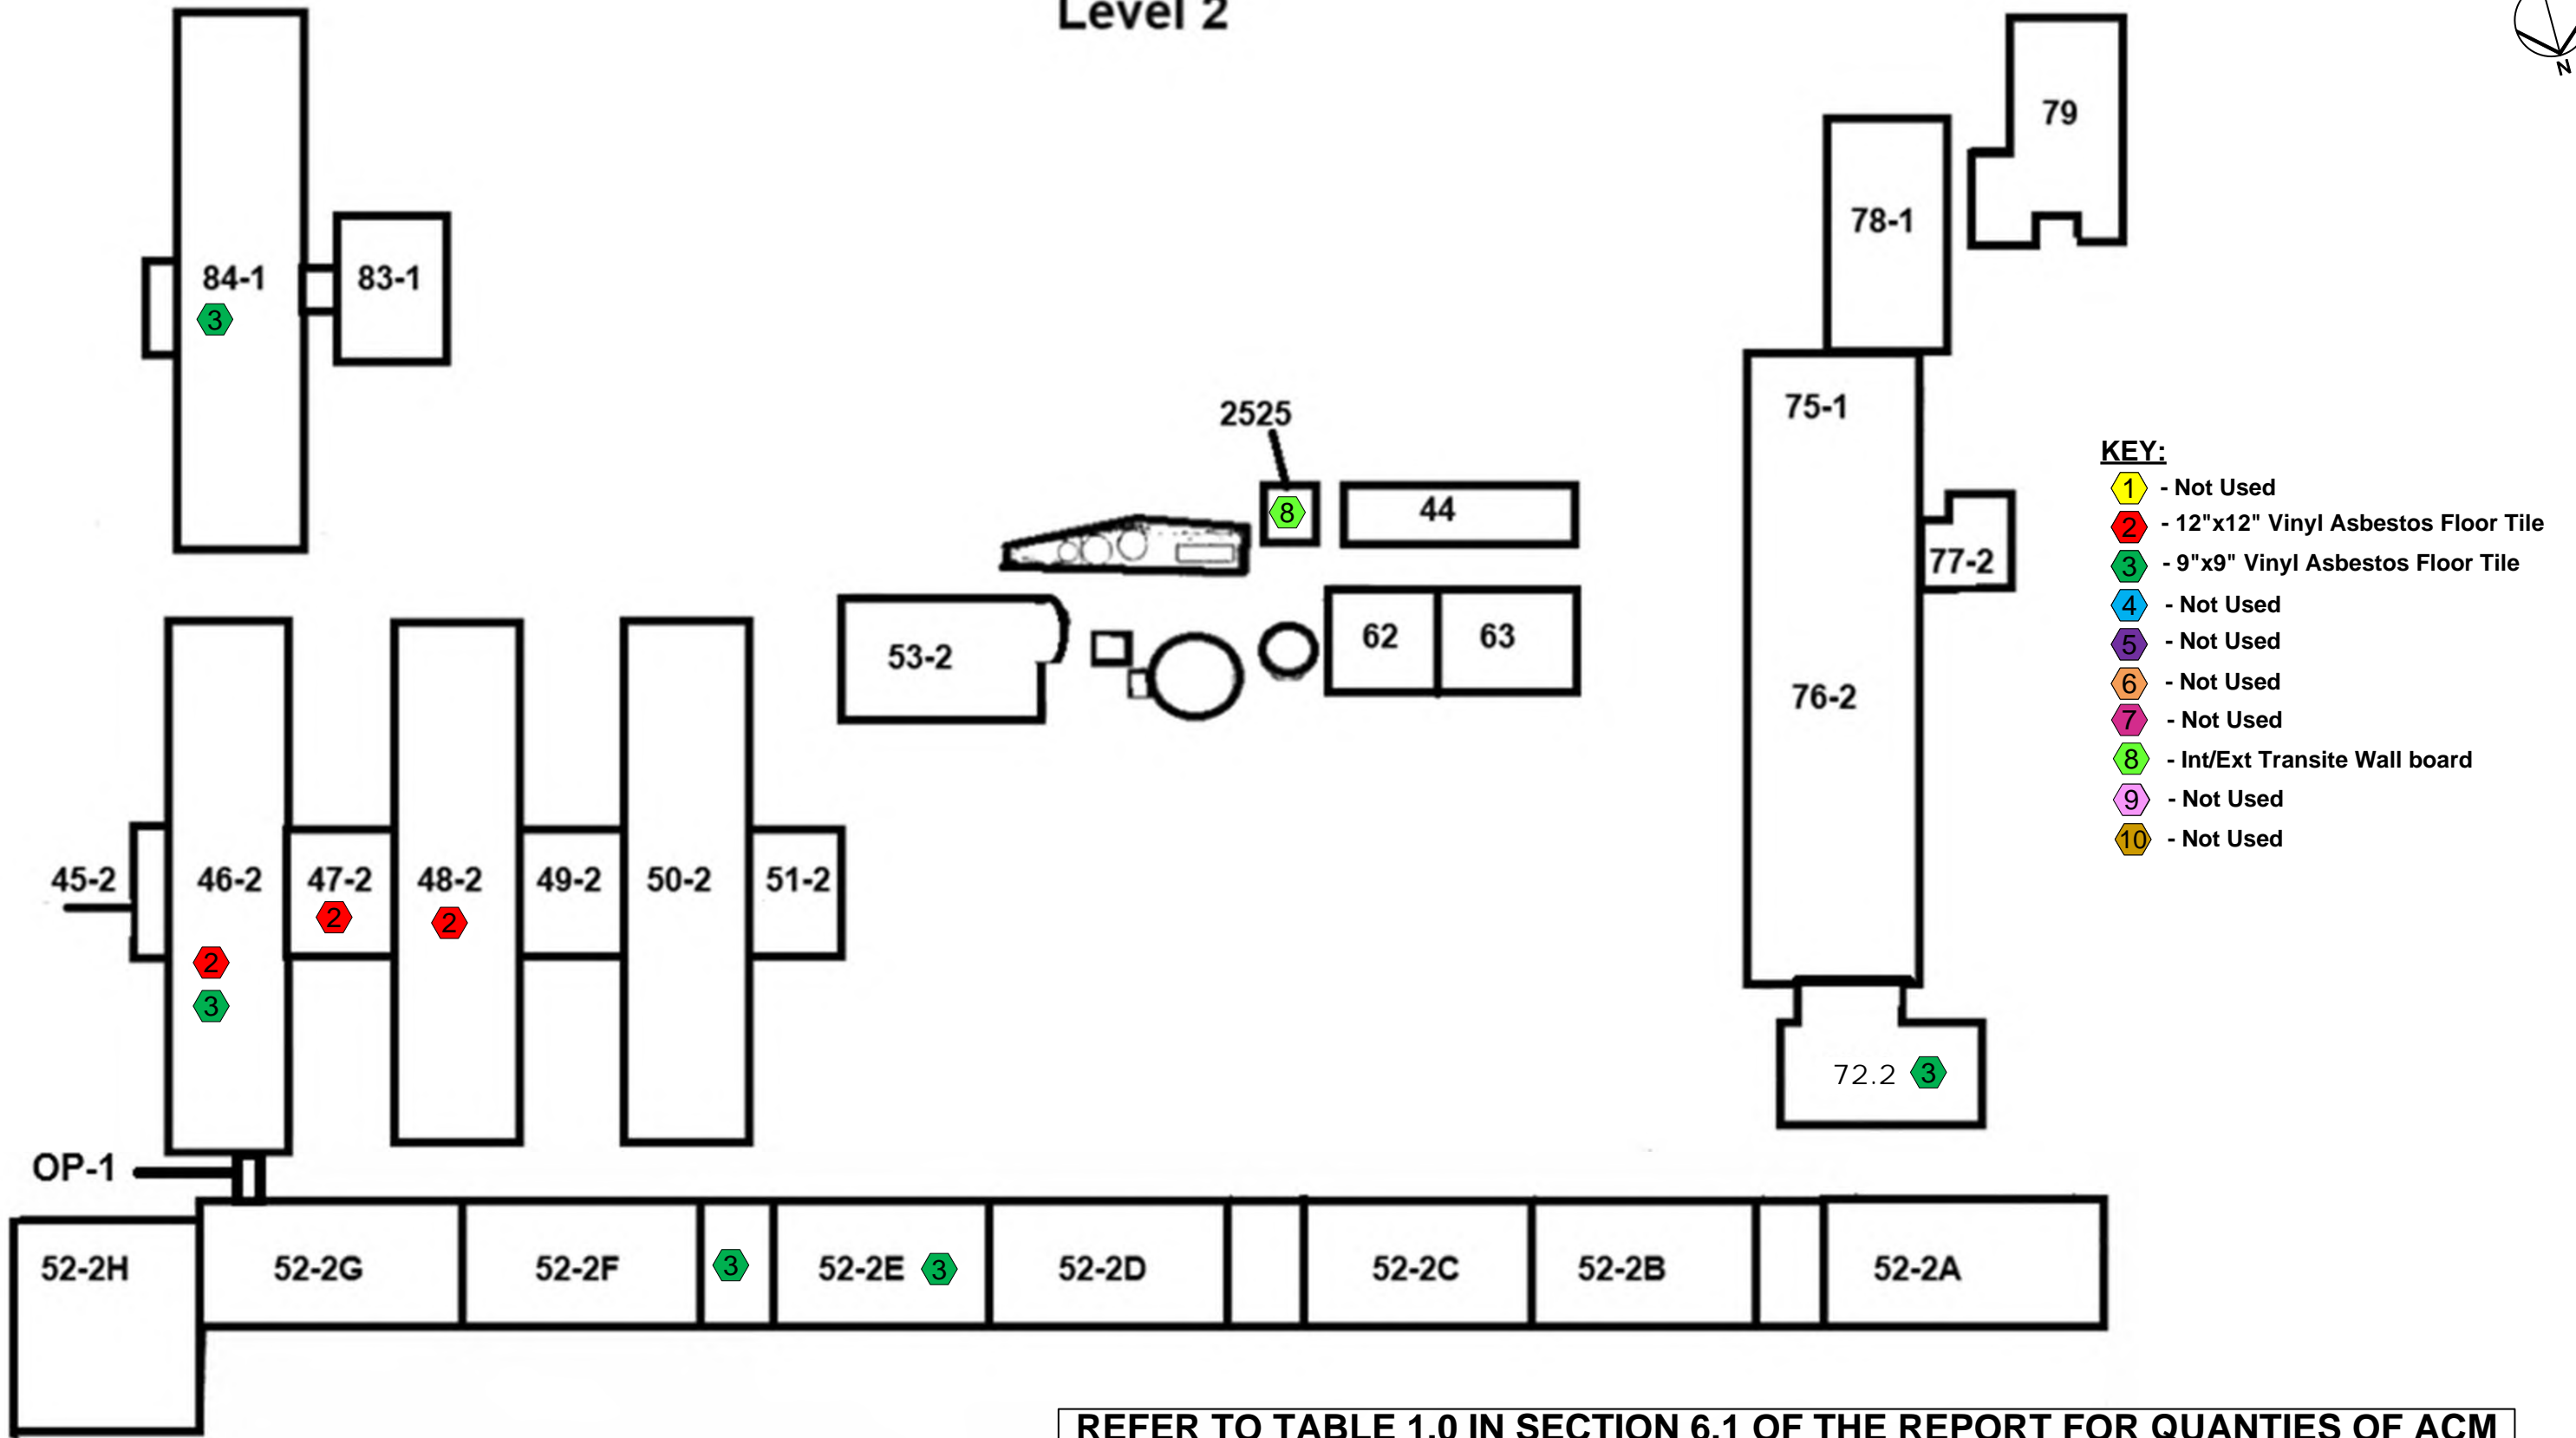 Level 2
N
79
78-1
84-1
83-1
3
75-1
2525
8
44
77-2
53-2
62
63
76-2
KEY:
1 - Not Used
2 - 12"x12" Vinyl Asbestos Floor Tile
3 - 9"x9" Vinyl Asbestos Floor Tile
4 - Not Used
5 - Not Used
6 - Not Used
7 - Not Used
8 - Int/Ext Transite Wall board
9 - Not Used
10 - Not Used
45-2
46-2
47-2
48-2
49-2
50-2
51-2
2
2
2
3
72.2 3
OP-1
52-2H
52-2G
52-2F
3
52-2E 3
52-2D
52-2C
52-2B
52-2A
REFER TO TABLE 1.0 IN SECTION 6.1 OF THE REPORT FOR QUANTIES OF ACM